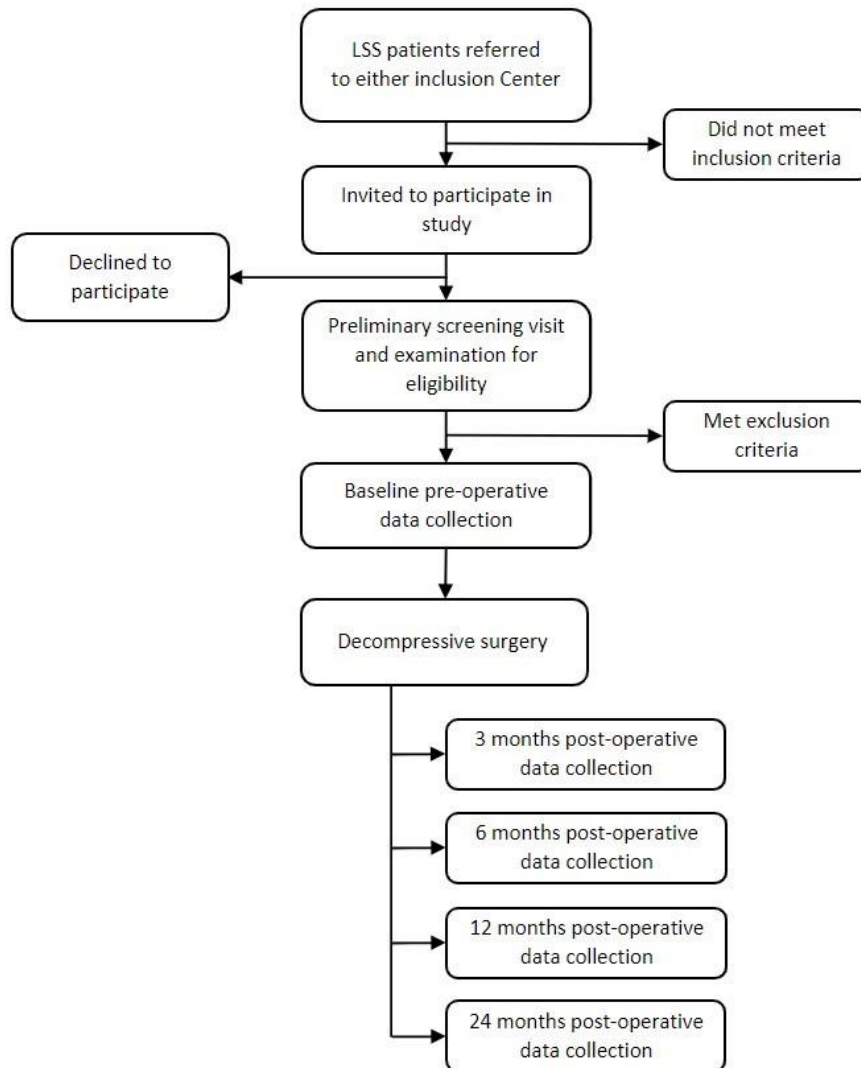 LSS patients referred
to either inclusion Center
Did not meet
inclusion criteria
Invited to participate in
study
Declined to
participate
Preliminary screening visit
and examination for
eligibility
Met exclusion
criteria
Baseline pre-operative
data collection
Decompressive surgery
3 months post-operative
data collection
6 months post-operative
data collection
12 months post-operative
data collection
24 months post-operative
data collection